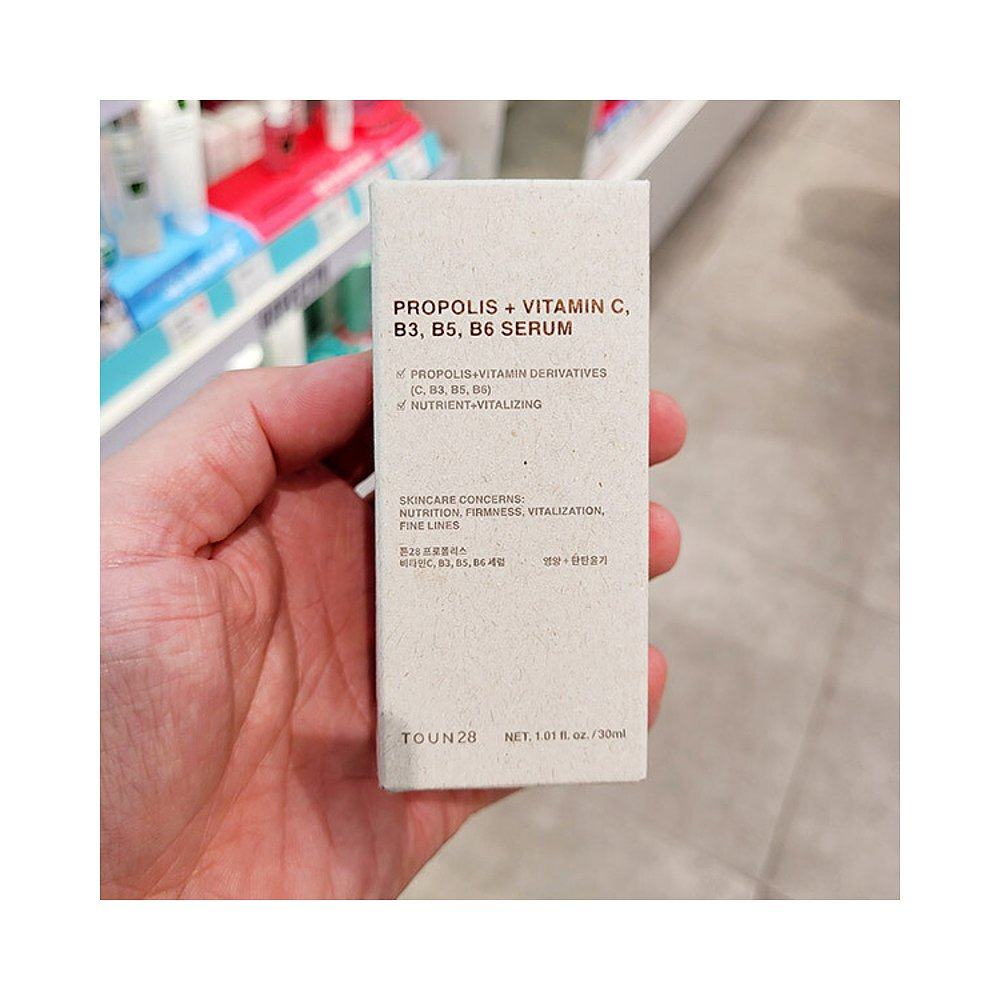 PROPOLIS + VITAMIN C,
B3, B5, B6 SERUM
PROPOLIS+VITAMIN DERIVATIVES
(C, B3, B5, B6)
NUTRIENT+VITALIZING
SKINCARE CONCERNS:
NUTRITION, FIRMNESS, VITALIZATION,
FINE LINES
톤28 프로폴리스
비타민C, B3, B5, B6 세럼 영양 + 탄탄윤기
TOUN28 NET. 1.01 fl. oz. / 30ml